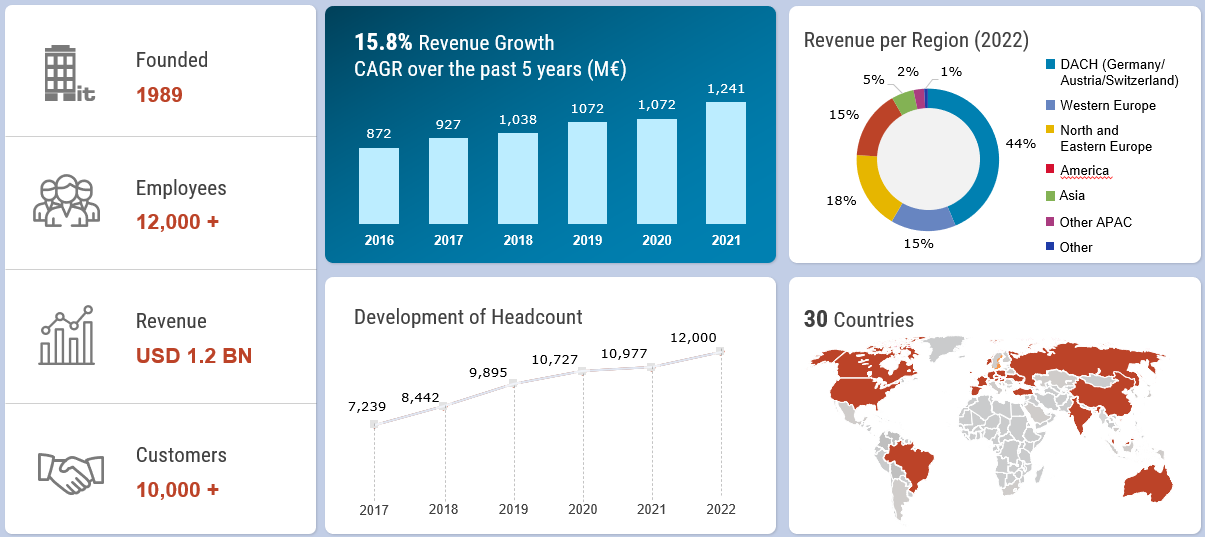 it
Founded
1989
Employees
12,000 +
Revenue
USD 1.2 BN
Customers
10,000 +
15.8% Revenue Growth
CAGR over the past 5 years (M€)
872
927
1,038
1072
1,072
1,241
2016
2017
2018
2019
2020
2021
Revenue per Region (2022)
5%
2%
1%
15%
44%
18%
15%
DACH (Germany/
Austria/Switzerland)
Western Europe
North and
Eastern Europe
America
Asia
Other APAC
Other
Development of Headcount
7,239
8,442
9,895
10,727
10,977
12,000
2017
2018
2019
2020
2021
2022
30 Countries